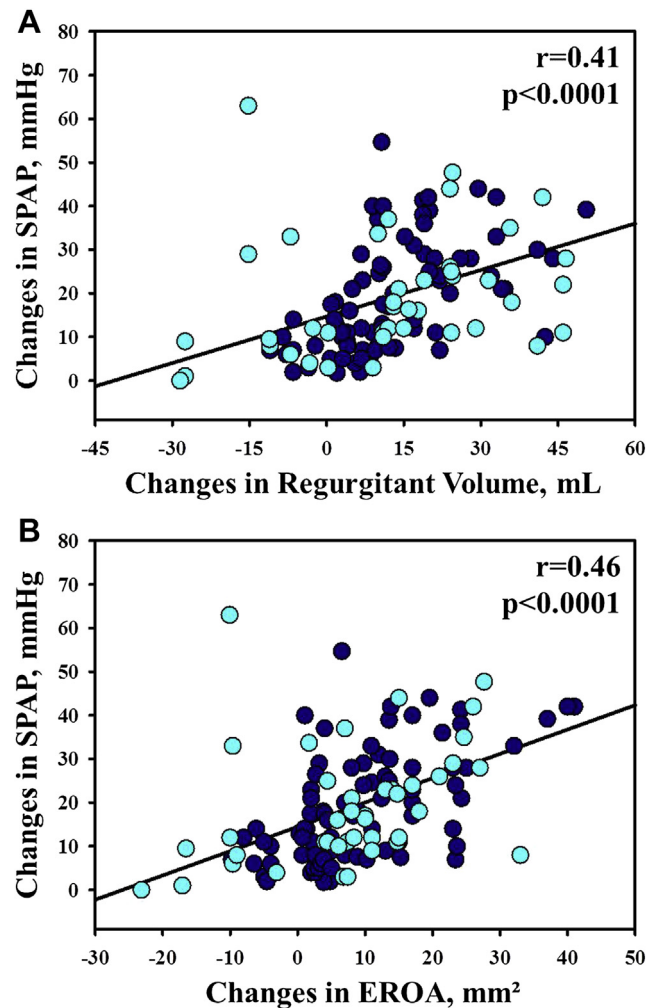 A
80
70
60
50
40
30
20
10
0
Changes in SPAP, mmHg
r=0.41
p<0.0001
-45 -30 -15 0 15 30 45 60
Changes in Regurgitant Volume, mL
B
80
70
60
50
40
30
20
10
0
Changes in SPAP, mmHg
r=0.46
p<0.0001
-30 -20 -10 0 10 20 30 40 50
Changes in EROA, mm²